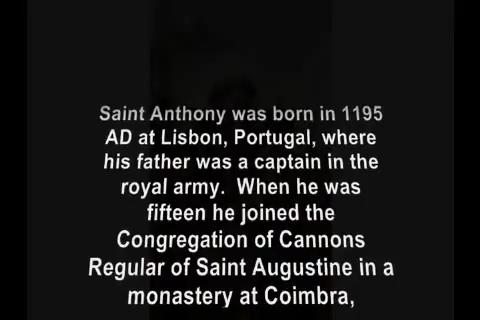 Saint Anthony was born in 1195
AD at Lisbon, Portugal, where
his father was a captain in the
royal army. When he was
fifteen he joined the
Congregation of Cannons
Regular of Saint Augustine in a
monastery at Coimbra,